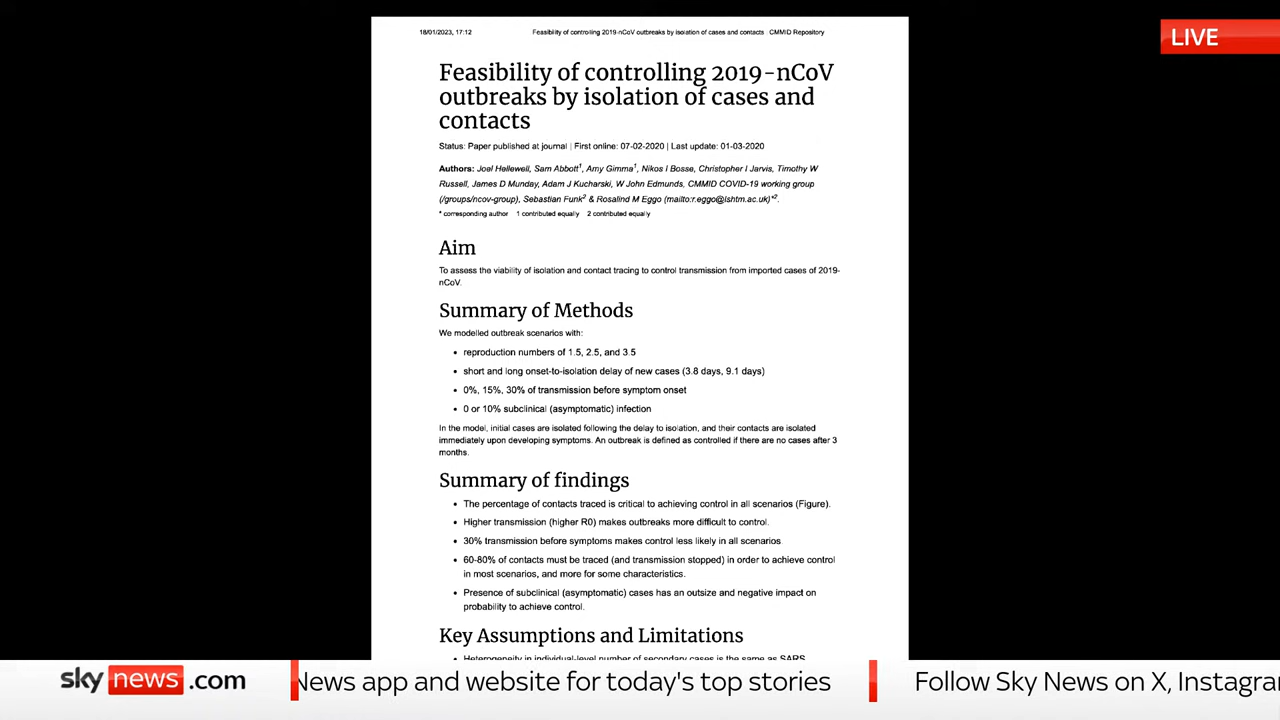 18/01/2023, 17:12 Feasibility of controlling 2019-nCoV outbreaks by isolation of cases and contacts CMMID Repository
LIVE
Feasibility of controlling 2019-nCoV
outbreaks by isolation of cases and
contacts
Status: Paper published at journal | First online: 07-02-2020 | Last update: 01-03-2020
Authors: Joel Hellewell, Sam Abbott1, Amy Gimma1, Nikos I Bosse, Christopher I Jarvis, Timothy W
Russell, James D Munday, Adam J Kucharski, W John Edmunds, CMMID COVID-19 working group
(/groups/ncov-group), Sebastian Funk2 & Rosalind M Eggo (mailto:r.eggo@lshtm.ac.uk)*2.
* corresponding author 1 contributed equally 2 contributed equally
Aim
To assess the viability of isolation and contact tracing to control transmission from imported cases of 2019-
nCoV.
Summary of Methods
We modelled outbreak scenarios with:
• reproduction numbers of 1.5, 2.5, and 3.5
• short and long onset-to-isolation delay of new cases (3.8 days, 9.1 days)
• 0%, 15%, 30% of transmission before symptom onset
• 0 or 10% subclinical (asymptomatic) infection
In the model, initial cases are isolated following the delay to isolation, and their contacts are isolated
immediately upon developing symptoms. An outbreak is defined as controlled if there are no cases after 3
months.
Summary of findings
• The percentage of contacts traced is critical to achieving control in all scenarios (Figure).
• Higher transmission (higher R0) makes outbreaks more difficult to control.
• 30% transmission before symptoms makes control less likely in all scenarios
• 60-80% of contacts must be traced (and transmission stopped) in order to achieve control
in most scenarios, and more for some characteristics.
• Presence of subclinical (asymptomatic) cases has an outsize and negative impact on
probability to achieve control.
Key Assumptions and Limitations
• Heterogeneity in individual-level number of secondary cases is the same as SARS
sky news.com News app and website for today's top stories Follow Sky News on X, Instagra